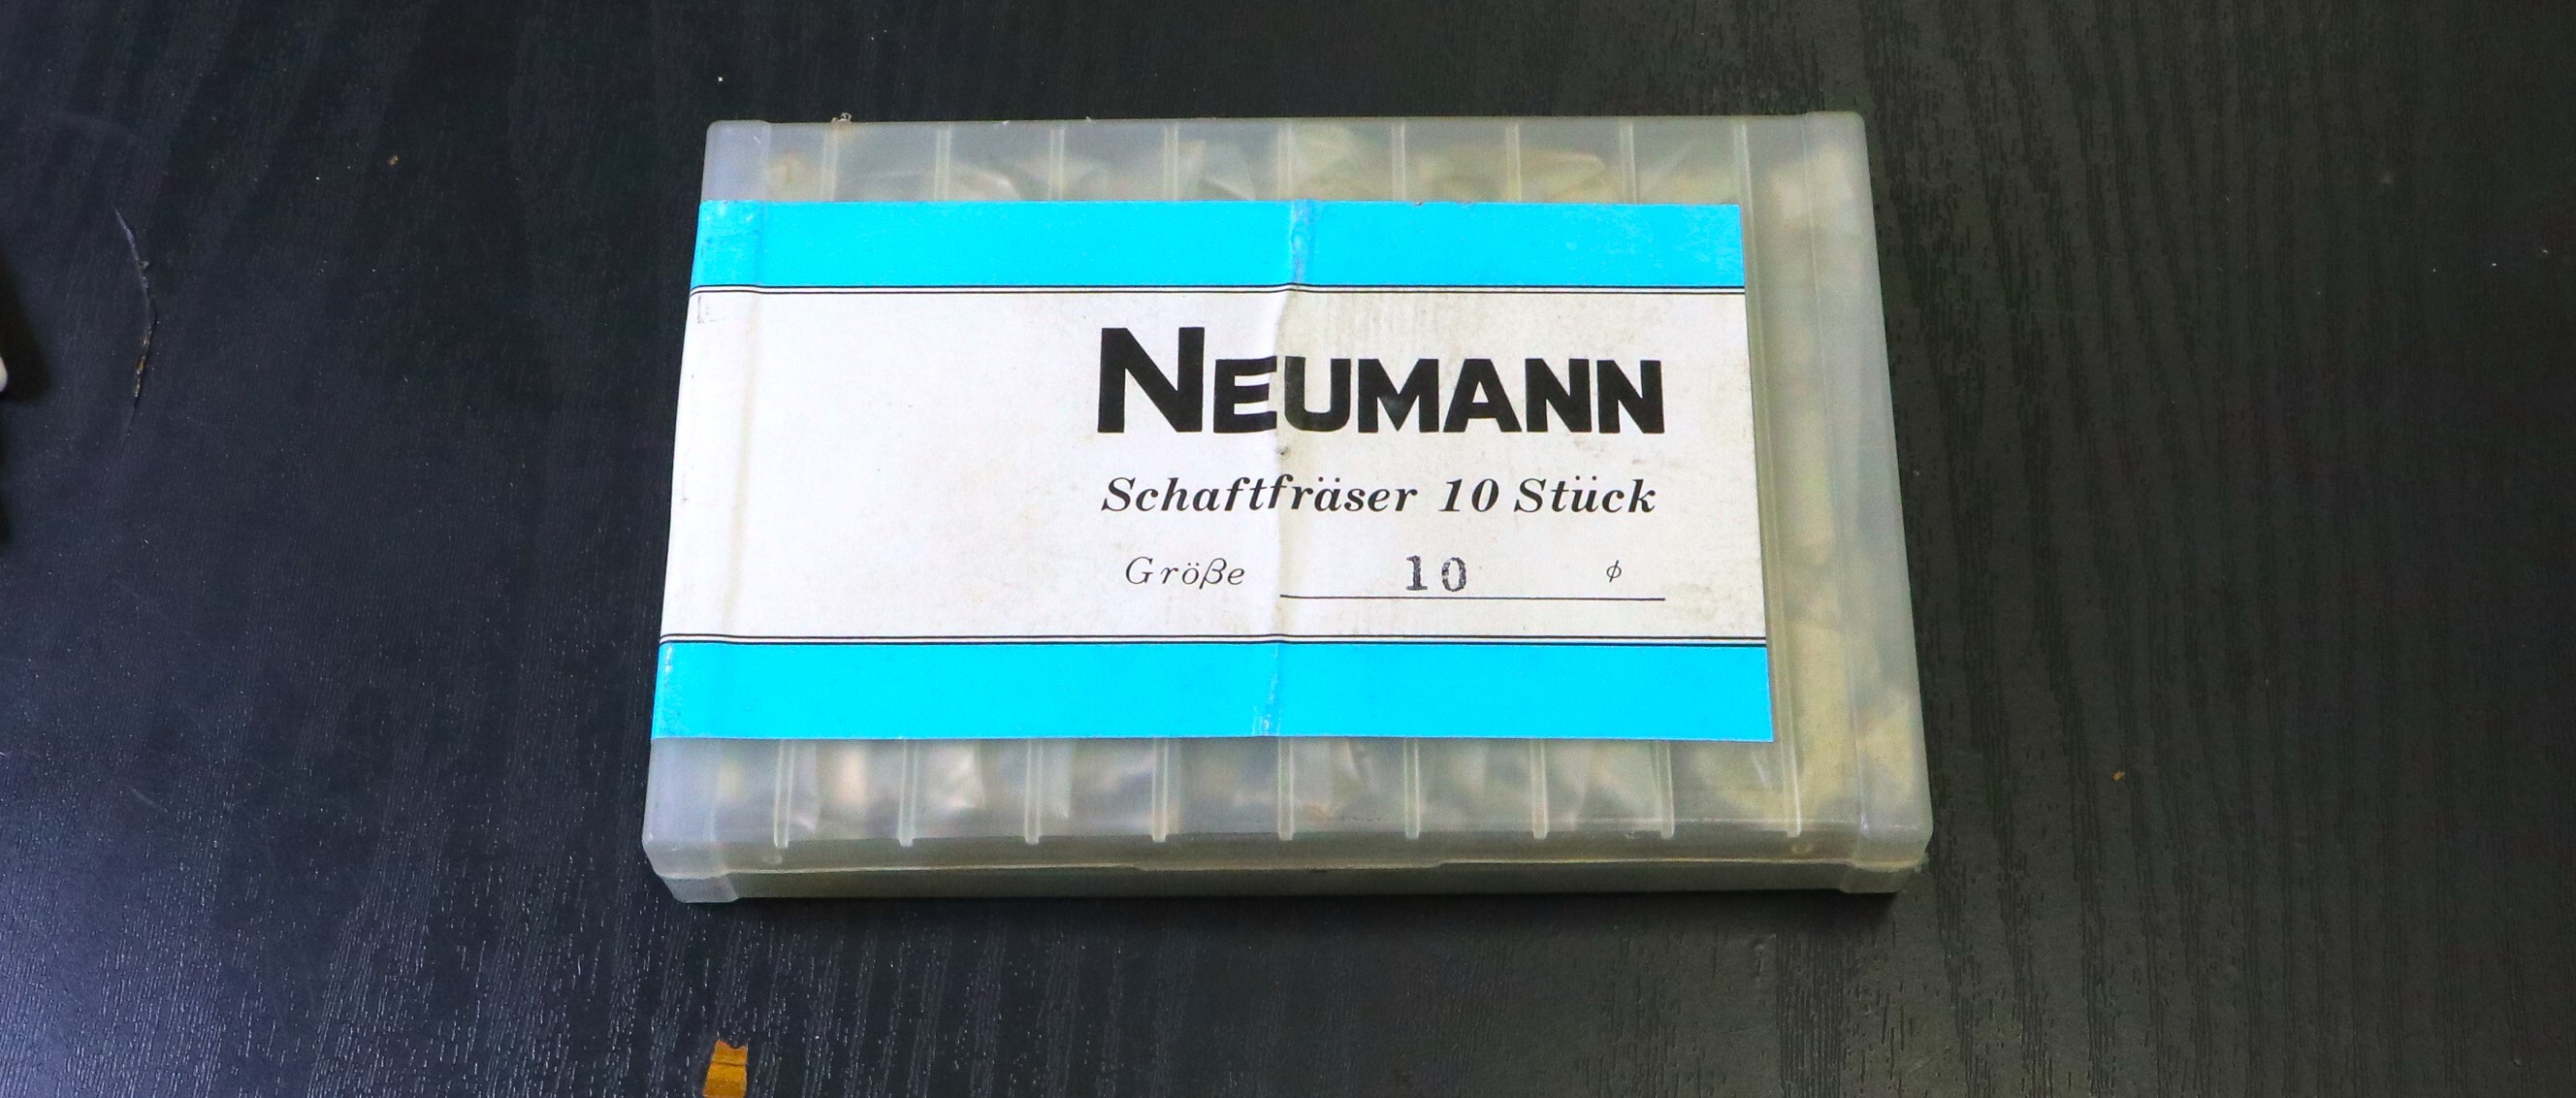 NEUMANN
Schaftfräser 10 Stück
Größe 10 ϕ